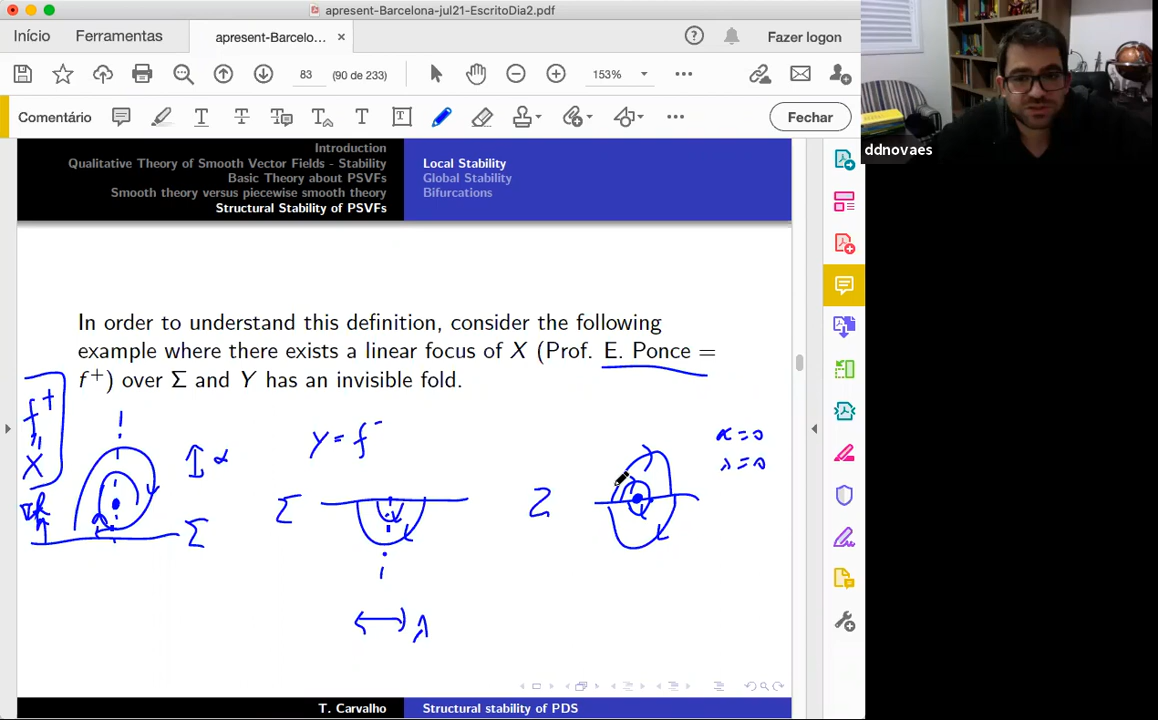 apresent-Barcelona-jul21-EscritoDia2.pdf
Início
Ferramentas
apresent-Barcelo...
Fazer logon
83
(90 de 233)
153%
Comentário
Fechar
ddnovaes
Introduction
Qualitative Theory of Smooth Vector Fields - Stability
Basic Theory about PSVFs
Smooth theory versus piecewise smooth theory
Structural Stability of PSVFs
Local Stability
Global Stability
Bifurcations
In order to understand this definition, consider the following
example where there exists a linear focus of X (Prof. E. Ponce =
f⁺) over Σ and Y has an invisible fold.
f⁺
X
α
Σ
Y = f⁻
Σ
λ
Z
α = 0
λ = 0
T. Carvalho
Structural stability of PDS